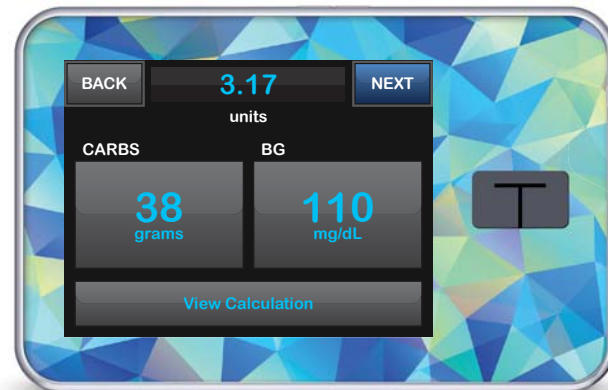 BACK
3.17
NEXT
units
CARBS
BG
38
110
grams
mg/dL
View Calculation
T